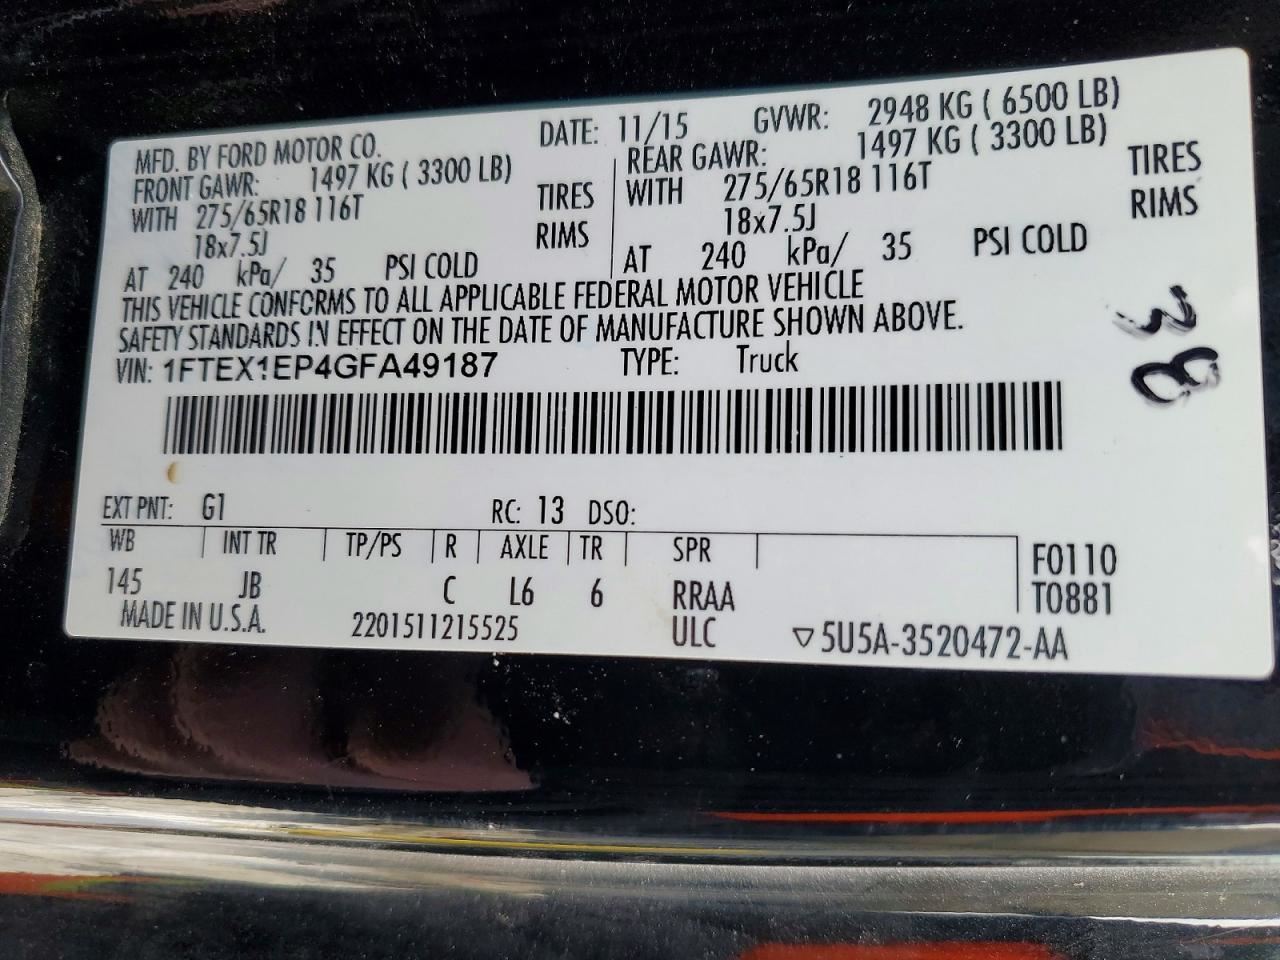 MFD. BY FORD MOTOR CO. DATE: 11/15 GVWR: 2948 KG ( 6500 LB)
FRONT GAWR: 1497 KG ( 3300 LB) REAR GAWR: 1497 KG ( 3300 LB)
WITH 275/65R18 116T TIRES WITH 275/65R18 116T TIRES
18x7.5J RIMS 18x7.5J RIMS
AT 240 kPa/ 35 PSI COLD AT 240 kPa/ 35 PSI COLD
THIS VEHICLE CONFORMS TO ALL APPLICABLE FEDERAL MOTOR VEHICLE
SAFETY STANDARDS IN EFFECT ON THE DATE OF MANUFACTURE SHOWN ABOVE.
VIN: 1FTEX1EP4GFA49187 TYPE: Truck
EXT PNT: G1 RC: 13 DSO:
WB INT TR TP/PS R AXLE TR SPR F0110
145 JB C L6 6 RRAA T0881
MADE IN U.S.A. 2201511215525 ULC ▽5U5A-3520472-AA